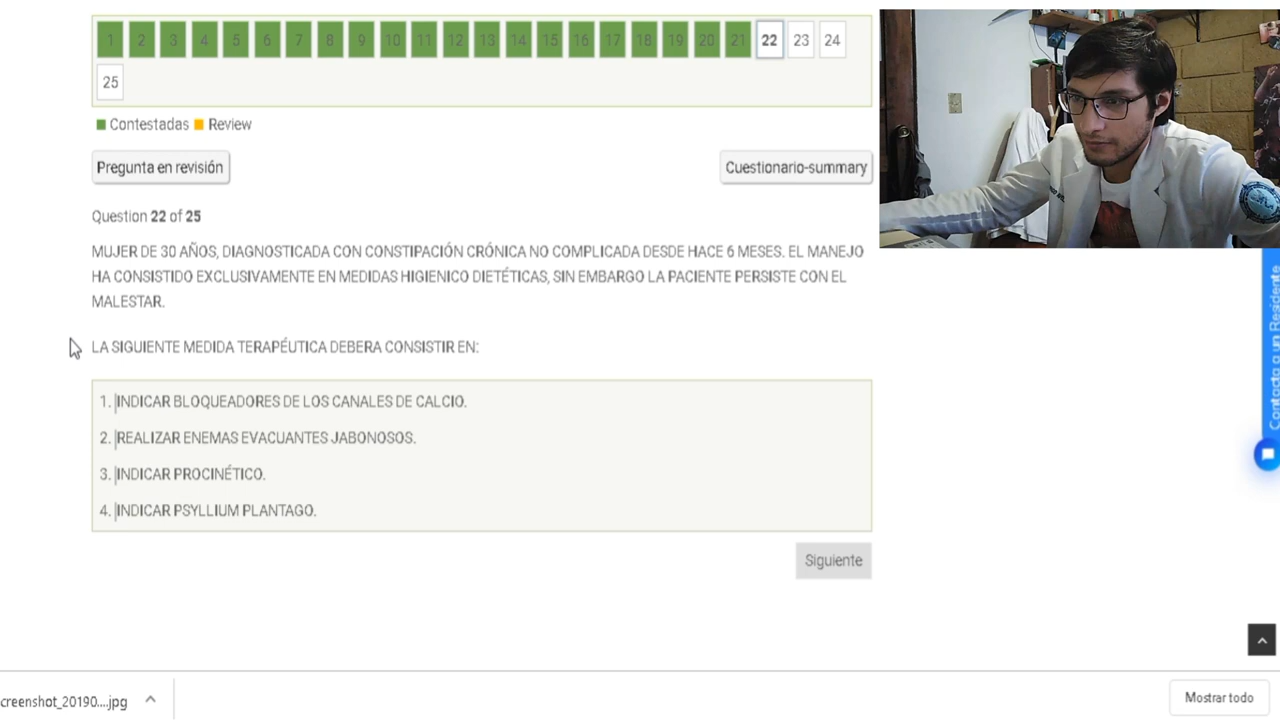 1 2 3 4 5 6 7 8 9 10 11 12 13 14 15 16 17 18 19 20 21 22 23 24
25
Contestadas Review
Pregunta en revisión
Cuestionario-summary
Question 22 of 25
MUJER DE 30 AÑOS, DIAGNOSTICADA CON CONSTIPACIÓN CRÓNICA NO COMPLICADA DESDE HACE 6 MESES. EL MANEJO
HA CONSISTIDO EXCLUSIVAMENTE EN MEDIDAS HIGIENICO DIETÉTICAS, SIN EMBARGO LA PACIENTE PERSISTE CON EL
MALESTAR.
LA SIGUIENTE MEDIDA TERAPÉUTICA DEBERA CONSISTIR EN:
1. INDICAR BLOQUEADORES DE LOS CANALES DE CALCIO.
2. REALIZAR ENEMAS EVACUANTES JABONOSOS.
3. INDICAR PROCINÉTICO.
4. INDICAR PSYLLIUM PLANTAGO.
Siguiente
Contacta a un Residente
creenshot_20190....jpg
Mostrar todo